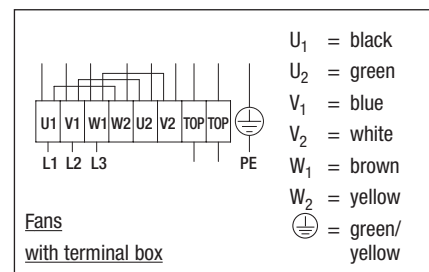 U1 V1 W1 W2 U2 V2 TOP TOP
L1 L2 L3 PE
Fans
with terminal box
U₁ = black
U₂ = green
V₁ = blue
V₂ = white
W₁ = brown
W₂ = yellow
= green/
yellow